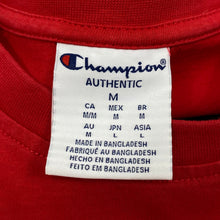 Champion
AUTHENTIC
M
CA MEX BR
M/M M M
AU JPN ASIA
M L L
MADE IN BANGLADESH
FABRIQUÉ AU BANGLADESH
HECHO EN BANGLADESH
FEITO EM BANGLADESH